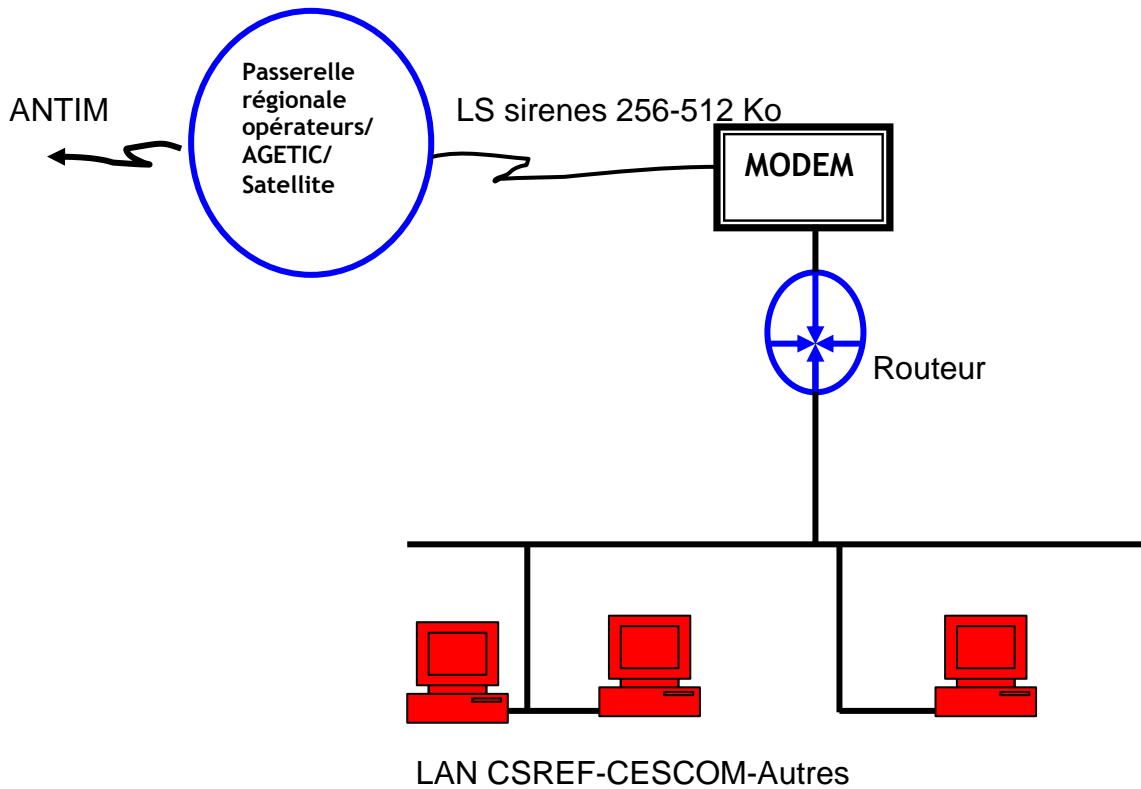 ANTIM
Passerelle
régionale
opérateurs/
AGETIC/
Satellite
LS sirenes 256-512 Ko
MODEM
Routeur
LAN CSREF-CESCOM-Autres